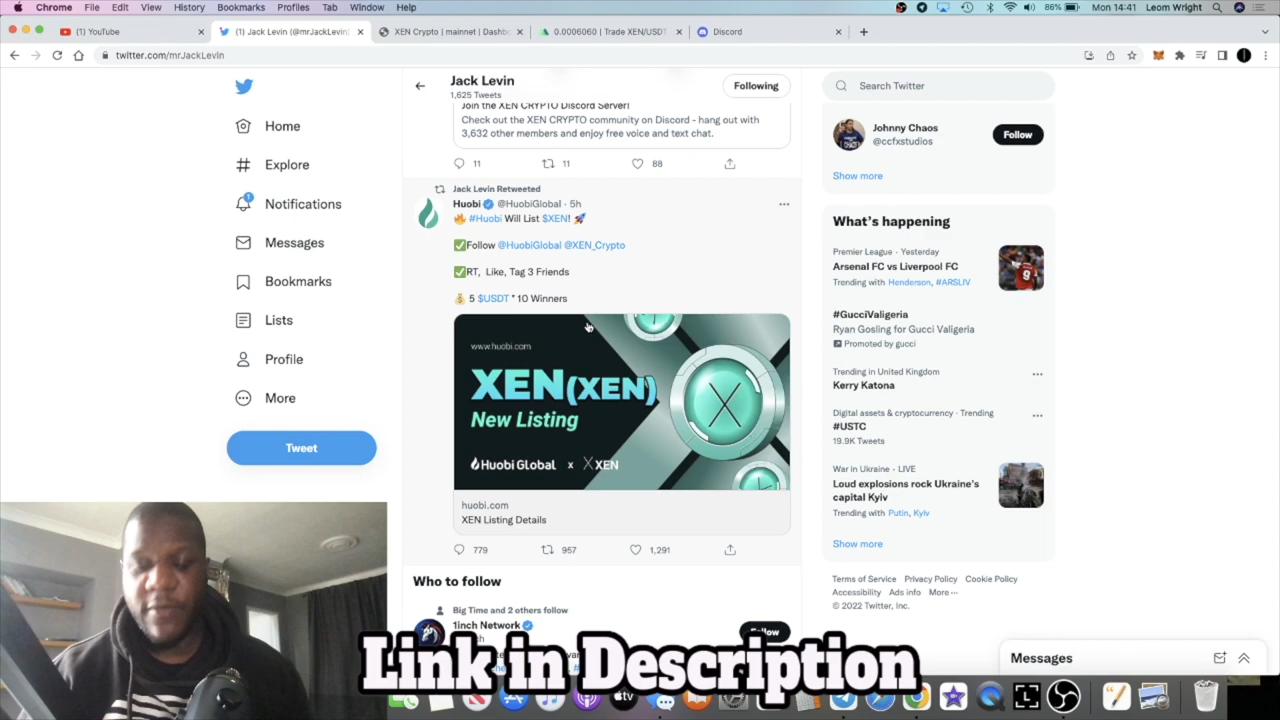 Chrome File Edit View History Bookmarks Profiles Tab Window Help
86% Mon 14:41 Leom Wright
(1) YouTube
(1) Jack Levin (@mrJackLevin)
XEN Crypto | mainnet | Dashb
0.0006060 | Trade XEN/USDT
Discord
twitter.com/mrJackLevin
Home
Explore
1
Notifications
Messages
Bookmarks
Lists
Profile
More
Tweet
Jack Levin
1,625 Tweets
Following
Join the XEN CRYPTO Discord Server!
Check out the XEN CRYPTO community on Discord - hang out with
3,632 other members and enjoy free voice and text chat.
11 11 88
Jack Levin Retweeted
Huobi @HuobiGlobal · 5h
🔥 #Huobi Will List $XEN! 🚀
✅Follow @HuobiGlobal @XEN_Crypto
✅RT, Like, Tag 3 Friends
💰 5 $USDT * 10 Winners
www.huobi.com
XEN(XEN)
New Listing
Huobi Global x XEN
huobi.com
XEN Listing Details
779 957 1,291
Who to follow
Big Time and 2 others follow
1inch Network
Follow
Search Twitter
Johnny Chaos
@ccfxstudios
Follow
Show more
What's happening
Premier League · Yesterday
Arsenal FC vs Liverpool FC
Trending with Henderson, #ARSLIV
#GucciValigeria
Ryan Gosling for Gucci Valigeria
Promoted by gucci
Trending in United Kingdom
Kerry Katona
Digital assets & cryptocurrency · Trending
#USTC
19.9K Tweets
War in Ukraine · LIVE
Loud explosions rock Ukraine's
capital Kyiv
Trending with Putin, Kyiv
Show more
Terms of Service Privacy Policy Cookie Policy
Accessibility Ads info More ···
© 2022 Twitter, Inc.
Messages
Link in Description
tv